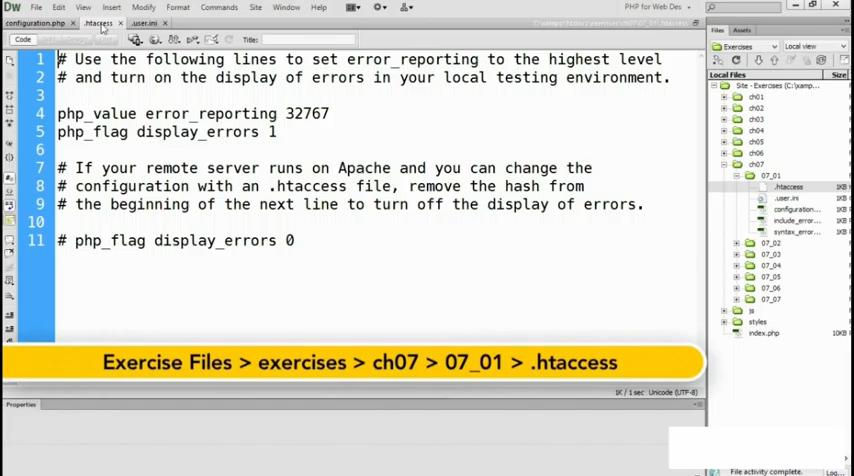 Dw File Edit View Insert Modify Format Commands Site Window Help PHP for Web Dev
configuration.php × .htaccess × .user.ini ×
Code Title:
1 # Use the following lines to set error_reporting to the highest level
2 # and turn on the display of errors in your local testing environment.
3
4 php_value error_reporting 32767
5 php_flag display_errors 1
6
7 # If your remote server runs on Apache and you can change the
8 # configuration with an .htaccess file, remove the hash from
9 # the beginning of the next line to turn off the display of errors.
10
11 # php_flag display_errors 0
Exercise Files > exercises > ch07 > 07_01 > .htaccess
1K / 1 sec Unicode (UTF-8)
Properties
Files Assets
Exercises Local view
Local Files Size
Site - Exercises (C:\xamp...
ch01
ch02
ch03
ch04
ch05
ch06
ch07
07_01
.htaccess 1KB
.user.ini 1KB
configuration... 1KB
include_error... 1KB
syntax_error... 1KB
07_02
07_03
07_04
07_05
07_06
07_07
js
styles
index.php 10KB
File activity complete. Log...